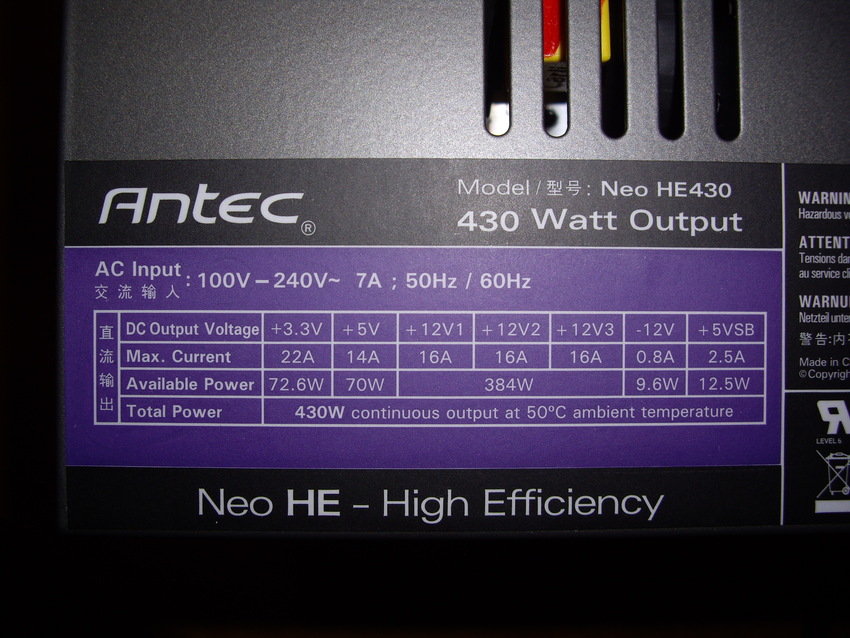 Antec®
Model / 型号: Neo HE430
430 Watt Output
AC Input
交流输入
: 100V – 240V~ 7A ; 50Hz / 60Hz
直流输出
DC Output Voltage +3.3V +5V +12V1 +12V2 +12V3 -12V +5VSB
Max. Current 22A 14A 16A 16A 16A 0.8A 2.5A
Available Power 72.6W 70W 384W 9.6W 12.5W
Total Power 430W continuous output at 50ºC ambient temperature
Neo HE – High Efficiency
WARNIN
Hazardous v
ATTENT
Tensions da
au service cl
WARNU
Netzteil unte
警告:内
Made in C
© Copyrigh
LEVEL 6